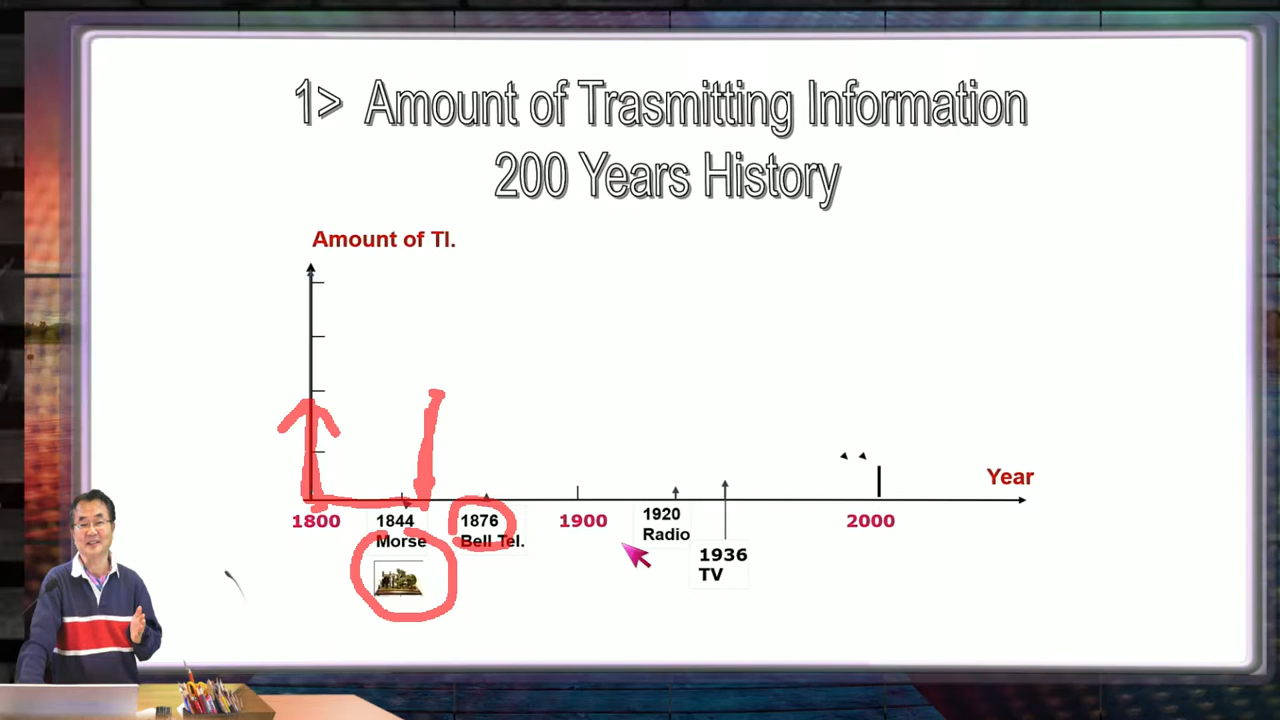 1> Amount of Trasmitting Information
200 Years History
Amount of TI.
Year
1800
1844
Morse
1876
Bell Tel.
1900
1920
Radio
1936
TV
2000